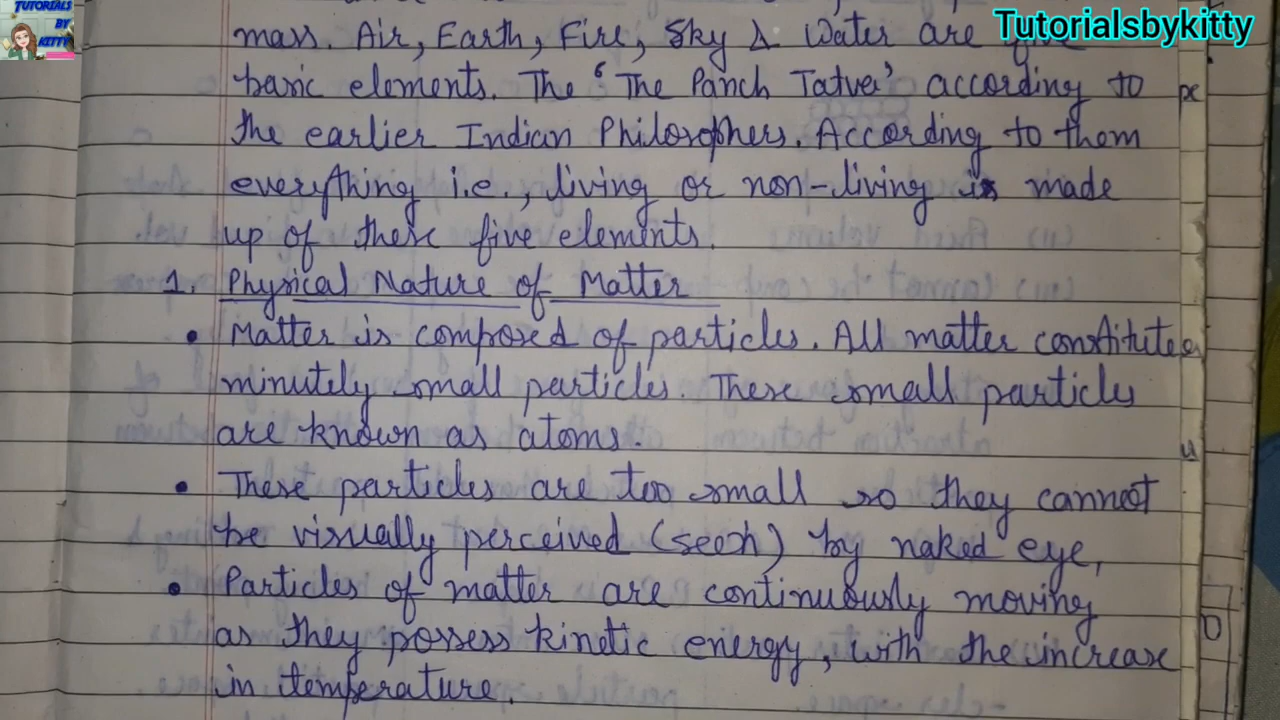 TUTORIALS
BY
KITTY
Tutorialsbykitty
mass. Air, Earth, Fire, Sky & Water are five
basic elements. The ‘The Panch Tatva’ according to
the earlier Indian Philosophers. According to them
everything i.e., living or non-living is made
up of these five elements.
1. Physical Nature of Matter
• Matter is composed of particles. All matter constitutes
minutely small particles. These small particles
are known as atoms.
• These particles are too small so they cannot
be visually perceived (seen) by naked eye,
• Particles of matter are continuously moving
as they possess kinetic energy, with the increase
in temperature.